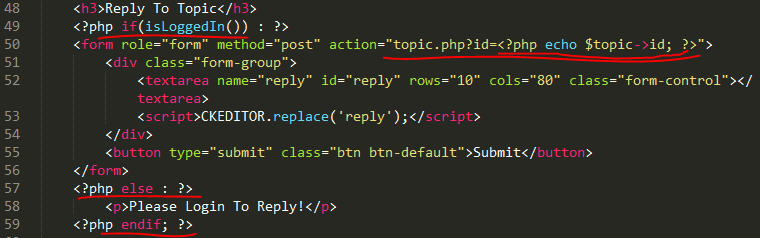 48 <h3>Reply To Topic</h3>
49 <?php if(isLoggedIn()) : ?>
50 <form role="form" method="post" action="topic.php?id=<?php echo $topic->id; ?>">
51 <div class="form-group">
52 <textarea name="reply" id="reply" rows="10" cols="80" class="form-control"></
textarea>
53 <script>CKEDITOR.replace('reply');</script>
54 </div>
55 <button type="submit" class="btn btn-default">Submit</button>
56 </form>
57 <?php else : ?>
58 <p>Please Login To Reply!</p>
59 <?php endif; ?>